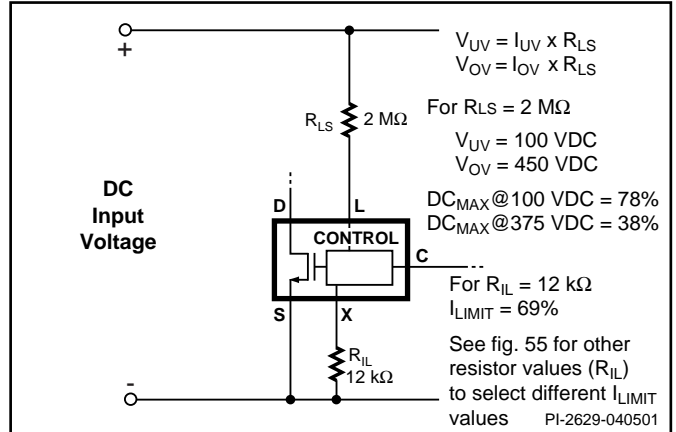 +
V_UV = I_UV x R_LS
V_OV = I_OV x R_LS
R_LS 2 MΩ
For RLS = 2 MΩ
V_UV = 100 VDC
V_OV = 450 VDC
DC
Input
Voltage
DC_MAX@100 VDC = 78%
DC_MAX@375 VDC = 38%
D
L
CONTROL
C
S
X
For R_IL = 12 kΩ
I_LIMIT = 69%
R_IL
12 kΩ
See fig. 55 for other
resistor values (R_IL)
to select different I_LIMIT
values
-
PI-2629-040501